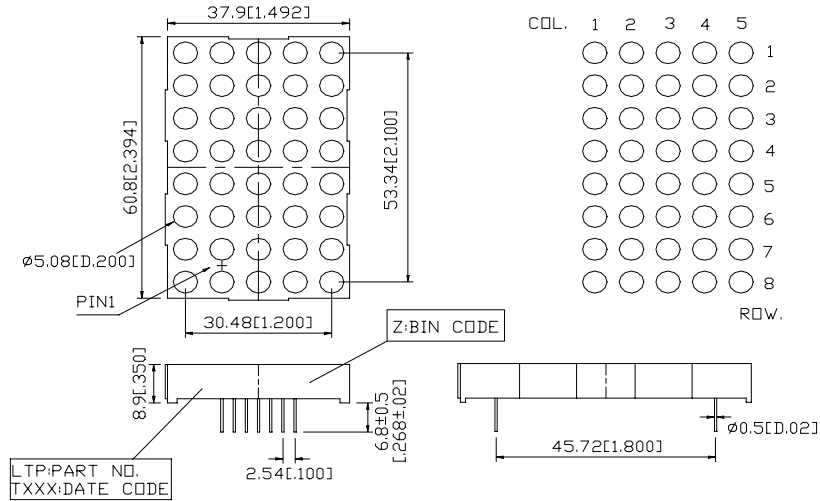 37.9[1.492]
60.8[2.394]
53.34[2.100]
Ø5.08[D.200]
PIN1
30.48[1.200]
COL. 1 2 3 4 5
1
2
3
4
5
6
7
8
ROW.
Z:BIN CODE
8.9[.350]
6.8±0.5
[.268±.02]
2.54[.100]
LTP:PART NO.
TXXX:DATE CODE
45.72[1.800]
Ø0.5[D.02]